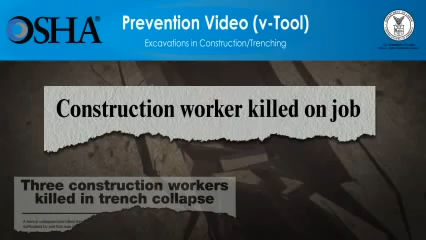 OSHA®
Prevention Video (v-Tool)
Excavations in Construction/Trenching
Construction worker killed on job
Three construction workers
killed in trench collapse